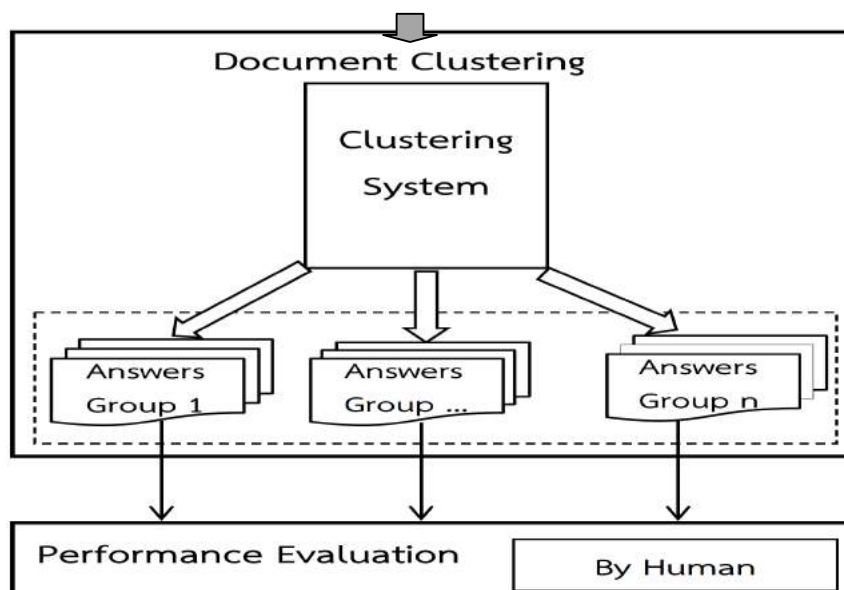 Document Clustering
Clustering
System
Answers
Group 1
Answers
Group ...
Answers
Group n
Performance Evaluation
By Human